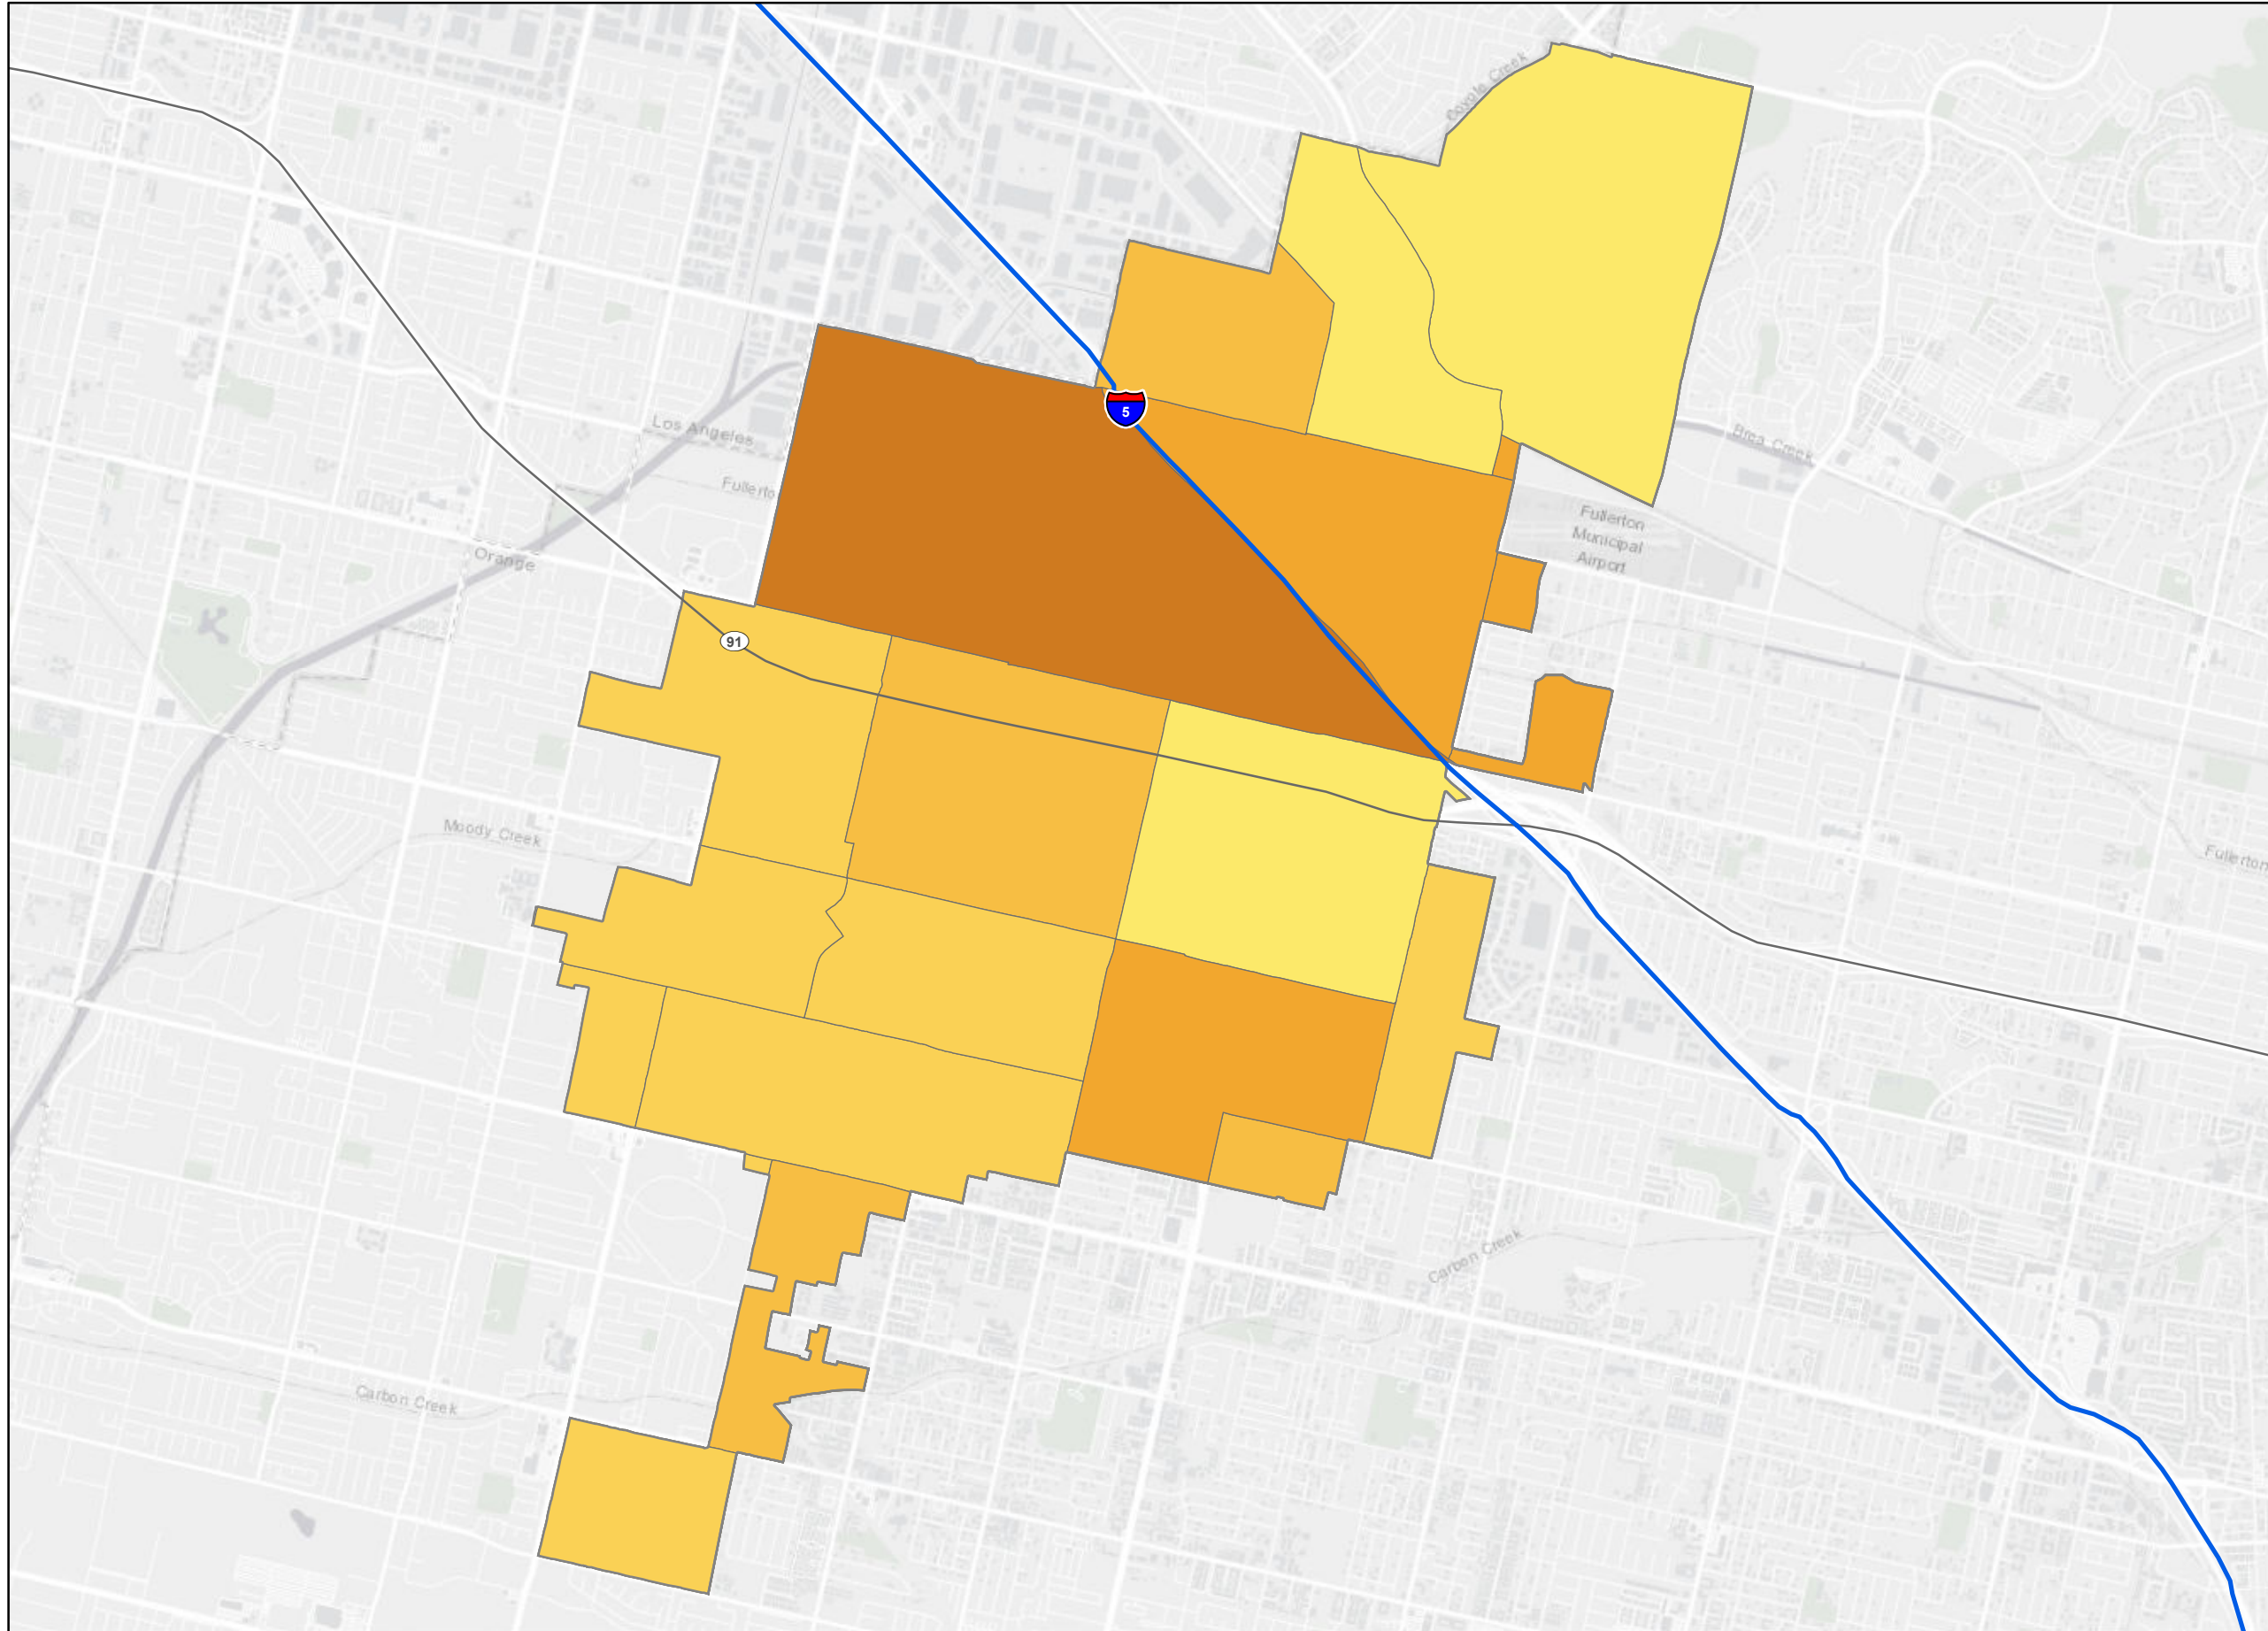 Coyote Creek
5
Los Angeles
Brea Creek
Fullerto
Fullerton
Municipal
Airport
Orange
91
Moody Creek
Fullerton
Carbon Creek
Carbon Creek